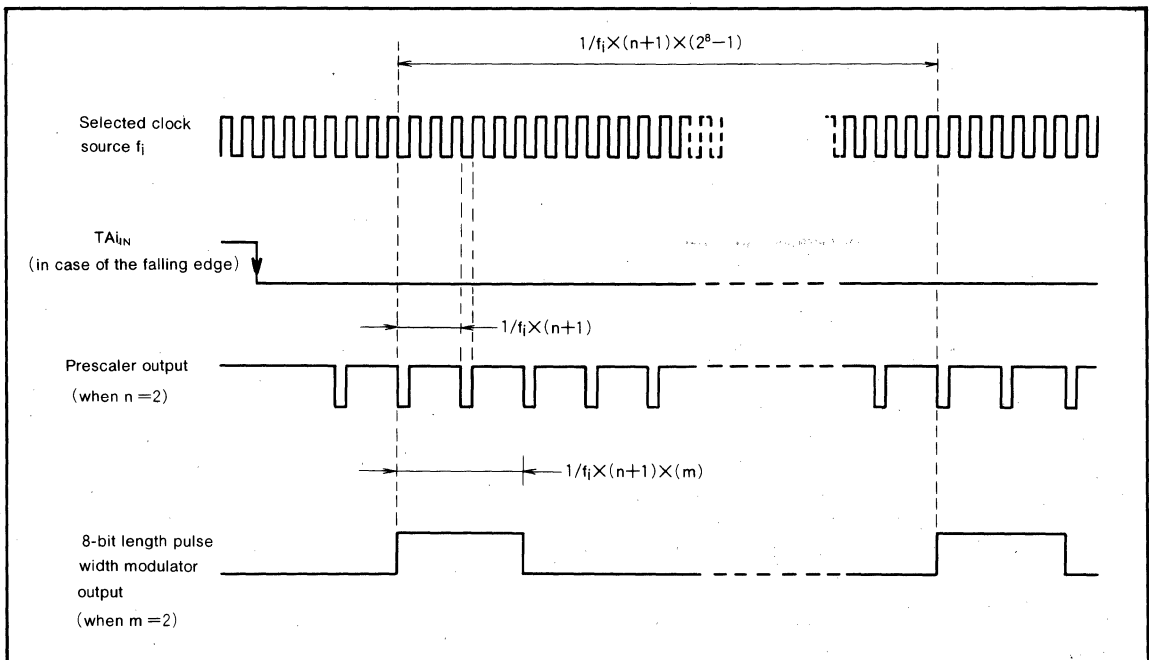 1/fᵢ×(n+1)×(2⁸−1)
Selected clock
source fᵢ
TAiIN
(in case of the falling edge)
1/fᵢ×(n+1)
Prescaler output
(when n=2)
1/fᵢ×(n+1)×(m)
8-bit length pulse
width modulator
output
(when m=2)